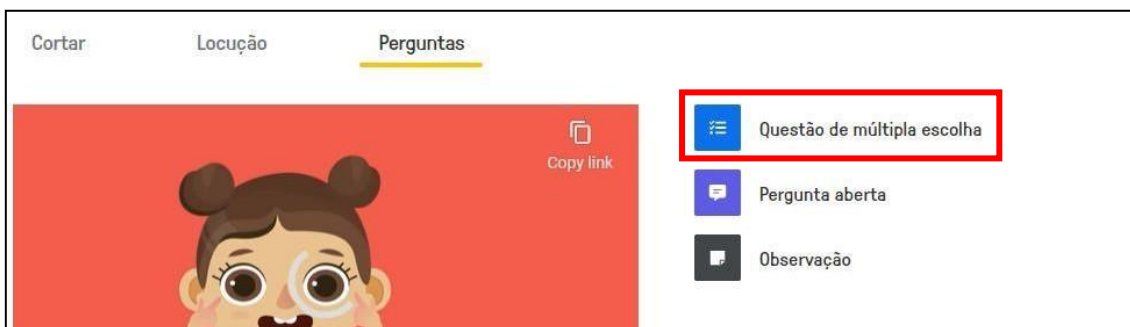 Cortar Locução Perguntas
Copy link
Questão de múltipla escolha
Pergunta aberta
Observação